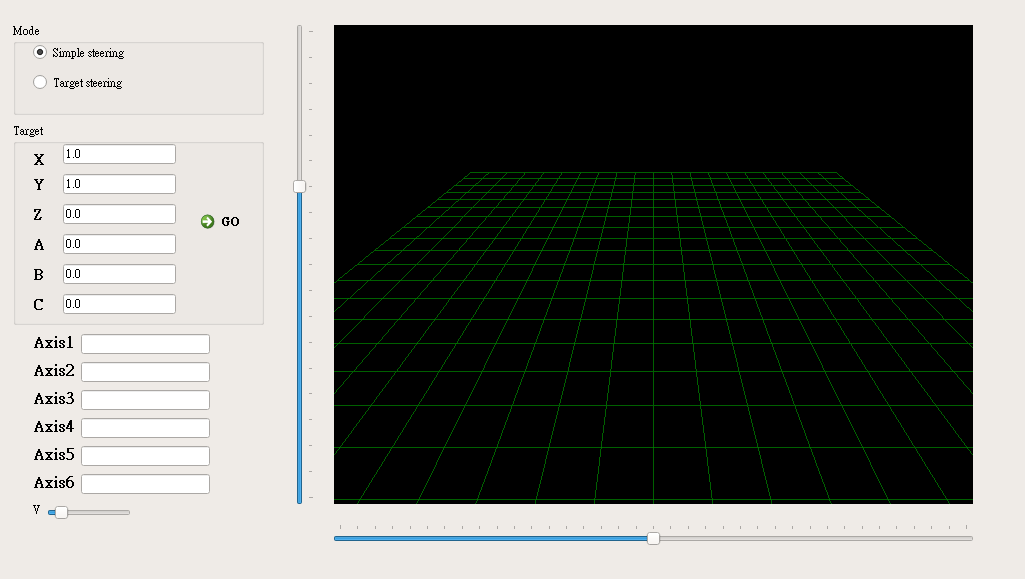 Mode
Simple steering
Target steering
Target
X 1.0
Y 1.0
Z 0.0
GO
A 0.0
B 0.0
C 0.0
Axis1
Axis2
Axis3
Axis4
Axis5
Axis6
V